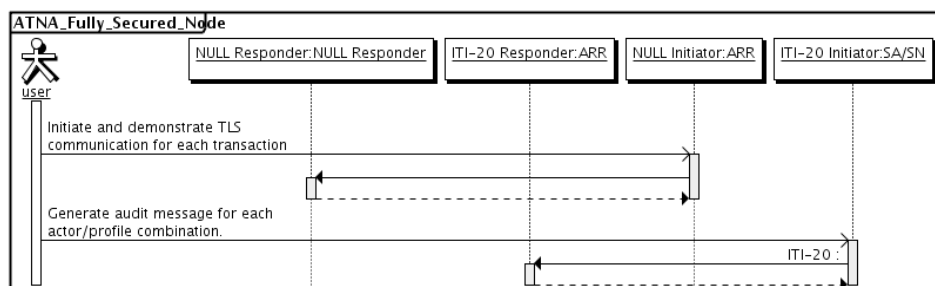 ATNA_Fully_Secured_Node
NULL Responder:NULL Responder
ITI-20 Responder:ARR
NULL Initiator:ARR
ITI-20 Initiator:SA/SN
user
Initiate and demonstrate TLS
communication for each transaction
Generate audit message for each
actor/profile combination.
ITI-20 :